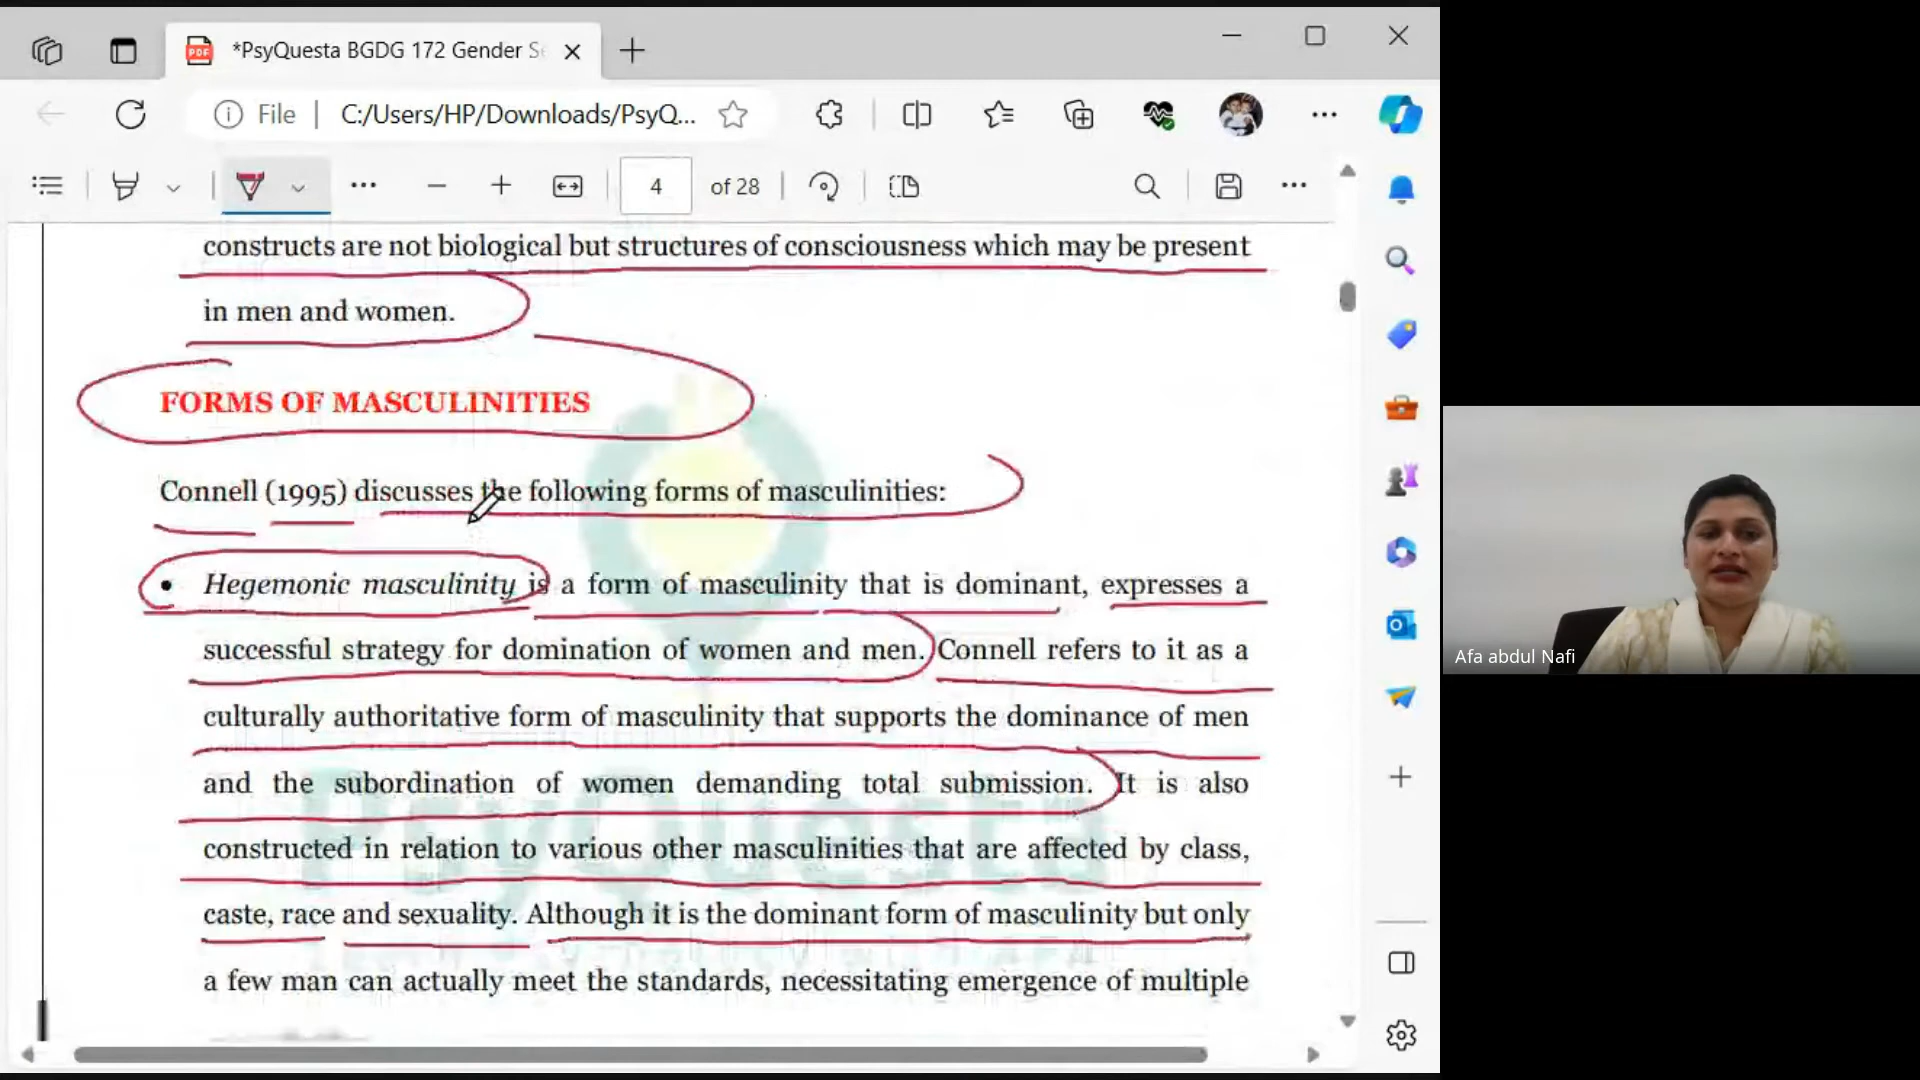 *PsyQuesta BGDG 172 Gender Se
File
C:/Users/HP/Downloads/PsyQ...
4 of 28
constructs are not biological but structures of consciousness which may be present
in men and women.
FORMS OF MASCULINITIES
Connell (1995) discusses the following forms of masculinities:
• Hegemonic masculinity is a form of masculinity that is dominant, expresses a
successful strategy for domination of women and men. Connell refers to it as a
culturally authoritative form of masculinity that supports the dominance of men
and the subordination of women demanding total submission. It is also
constructed in relation to various other masculinities that are affected by class,
caste, race and sexuality. Although it is the dominant form of masculinity but only
a few man can actually meet the standards, necessitating emergence of multiple
PsyQuesta
Afa abdul Nafi